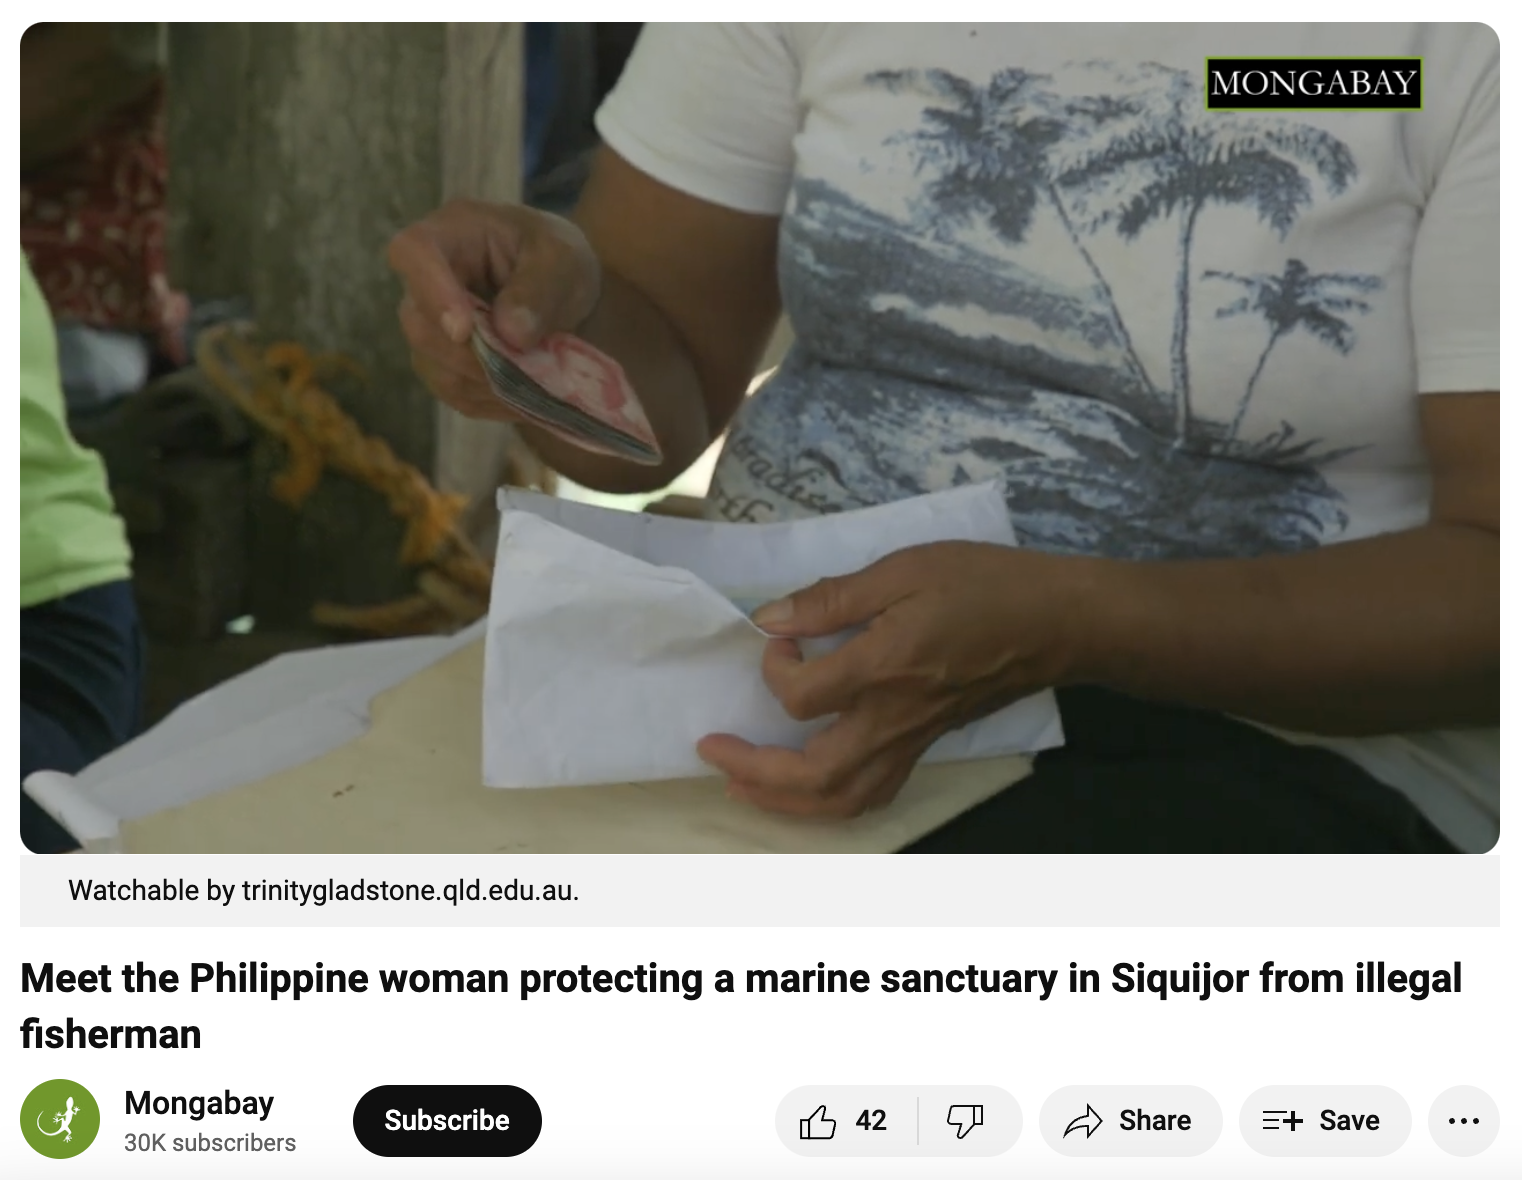 MONGABAY
Paradise
Watchable by trinitygladstone.qld.edu.au.
Meet the Philippine woman protecting a marine sanctuary in Siquijor from illegal
fisherman
Mongabay
30K subscribers
Subscribe
42
Share
Save